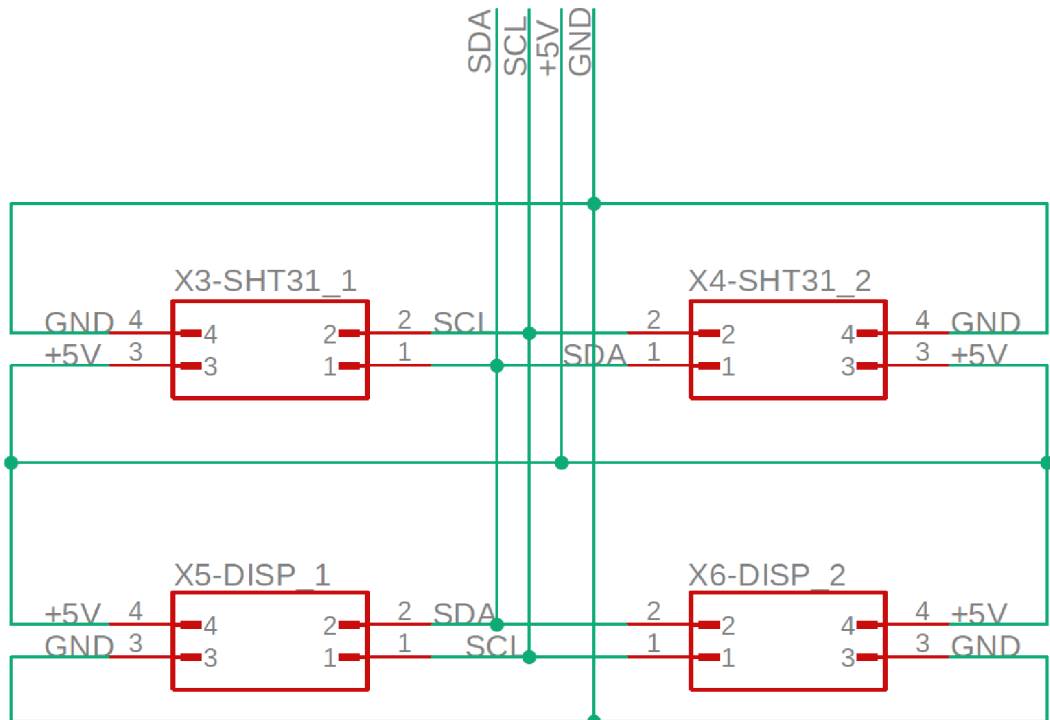 SDA
SCL
+5V
GND
X3-SHT31_1
X4-SHT31_2
GND 4 4 2 2 SCL 2 2 4 4 GND
+5V 3 3 1 1 SDA 1 1 3 3 +5V
X5-DISP_1
X6-DISP_2
+5V 4 4 2 2 SDA 2 2 4 4 +5V
GND 3 3 1 1 SCL 1 1 3 3 GND